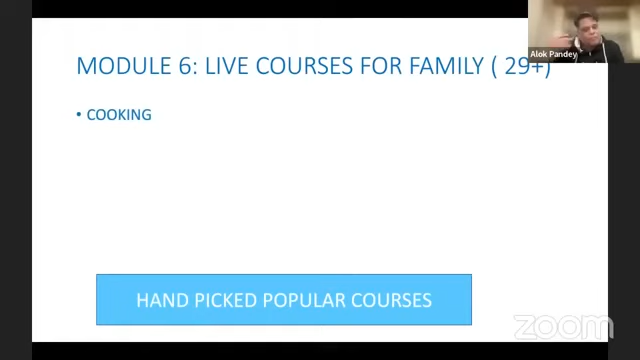 Alok Pandey
MODULE 6: LIVE COURSES FOR FAMILY ( 29+)
• COOKING
HAND PICKED POPULAR COURSES
zoom